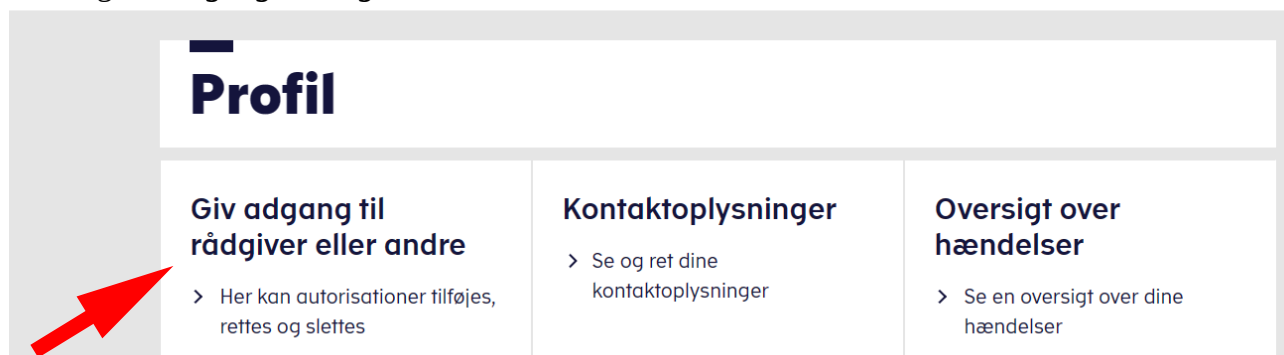 Profil
Giv adgang til
rådgiver eller andre
Her kan autorisationer tilføjes,
rettes og slettes
Kontaktoplysninger
Se og ret dine
kontaktoplysninger
Oversigt over
hændelser
Se en oversigt over dine
hændelser